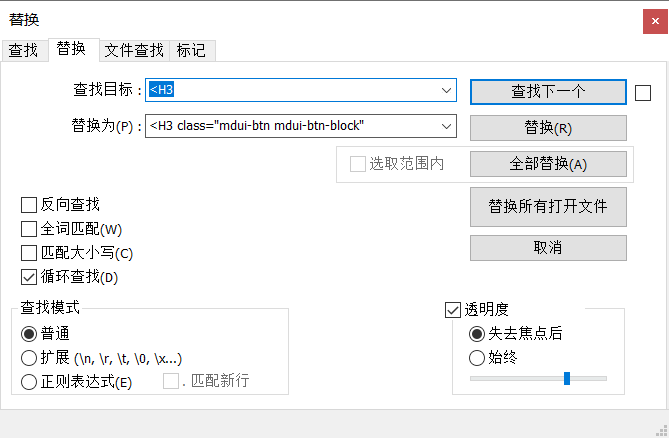 替换
查找 替换 文件查找 标记
查找目标 : <H3 查找下一个
替换为(P) : <H3 class="mdui-btn mdui-btn-block" 替换(R)
选取范围内 全部替换(A)
替换所有打开文件
取消
反向查找
全词匹配(W)
匹配大小写(C)
循环查找(D)
查找模式
普通
扩展 (\n, \r, \t, \0, \x...)
正则表达式(E) . 匹配新行
透明度
失去焦点后
始终